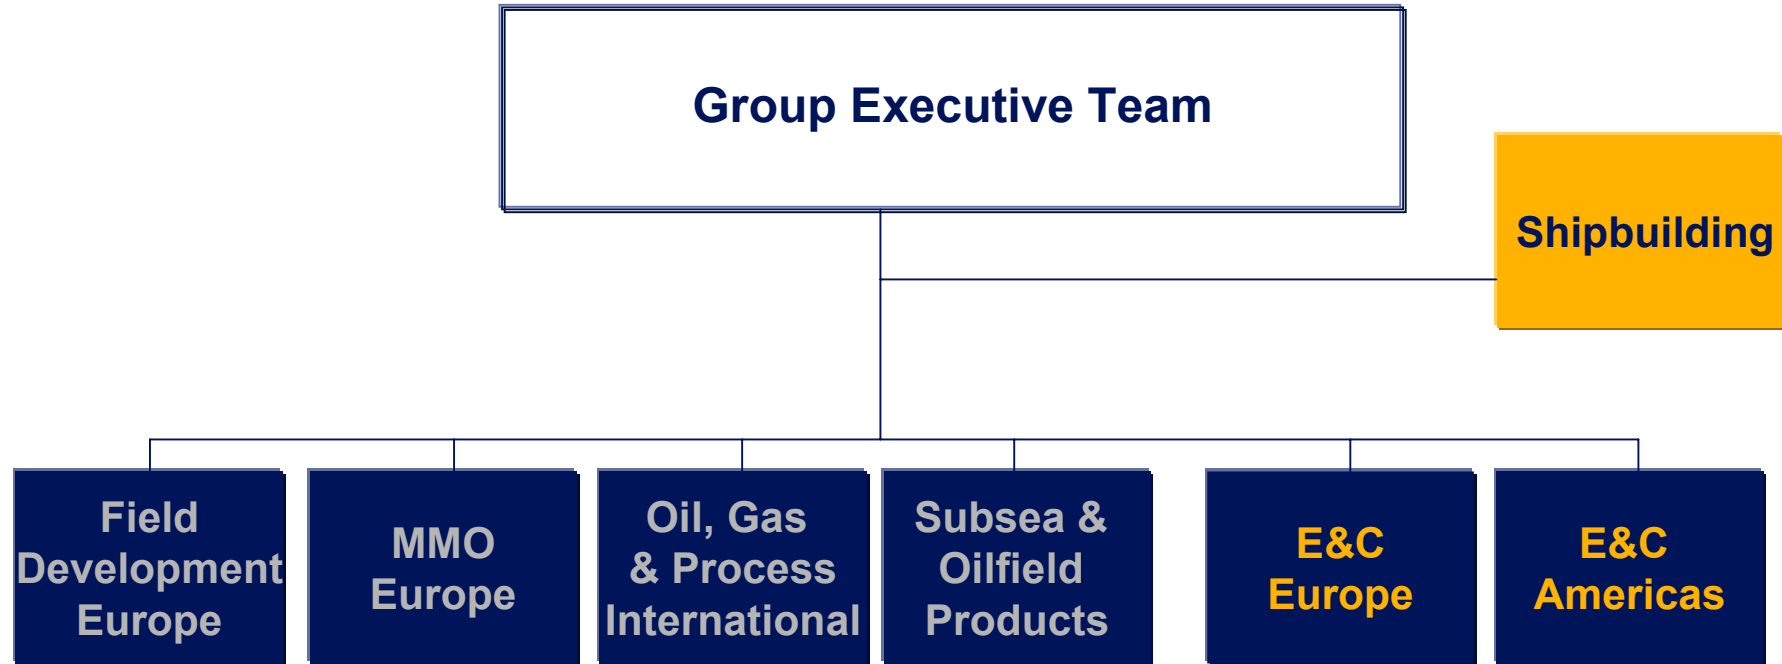 Group Executive Team
Shipbuilding
Field
Development
Europe
MMO
Europe
Oil, Gas
& Process
International
Subsea &
Oilfield
Products
E&C
Europe
E&C
Americas